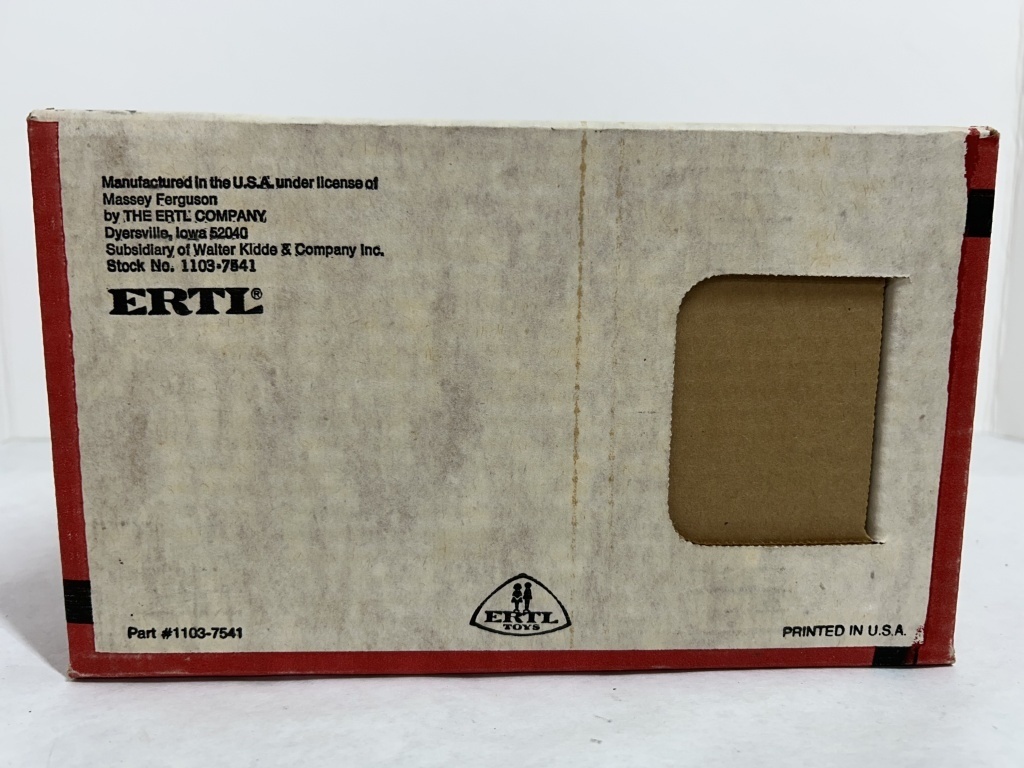 Manufactured in the U.S.A. under license of
Massey Ferguson
by THE ERTL COMPANY
Dyersville, Iowa 52040
Subsidiary of Walter Kidde & Company Inc.
Stock No. 1103-7541
ERTL®
ERTL
TOYS
Part #1103-7541
PRINTED IN U.S.A.